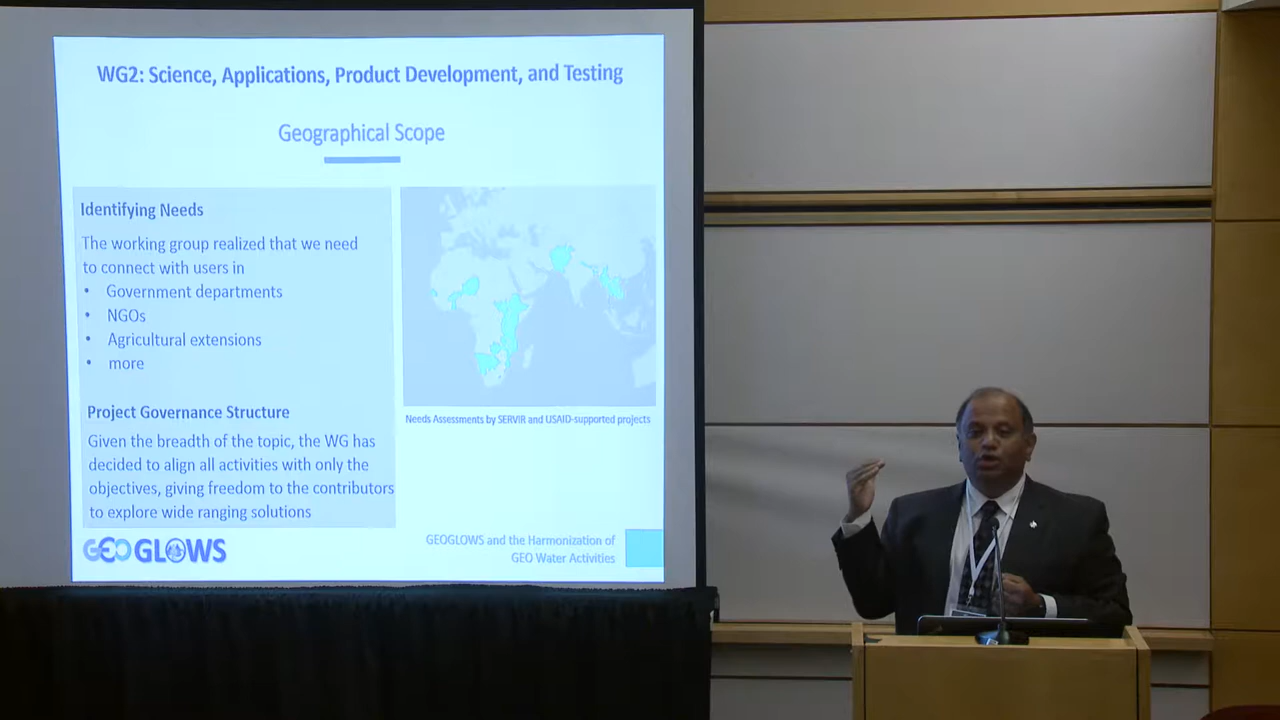 WG2: Science, Applications, Product Development, and Testing
Geographical Scope
Identifying Needs
The working group realized that we need
to connect with users in
• Government departments
• NGOs
• Agricultural extensions
• more
Project Governance Structure
Given the breadth of the topic, the WG has
decided to align all activities with only the
objectives, giving freedom to the contributors
to explore wide ranging solutions
Needs Assessments by SERVIR and USAID-supported projects
GEOGLOWS
GEOGLOWS and the Harmonization of
GEO Water Activities